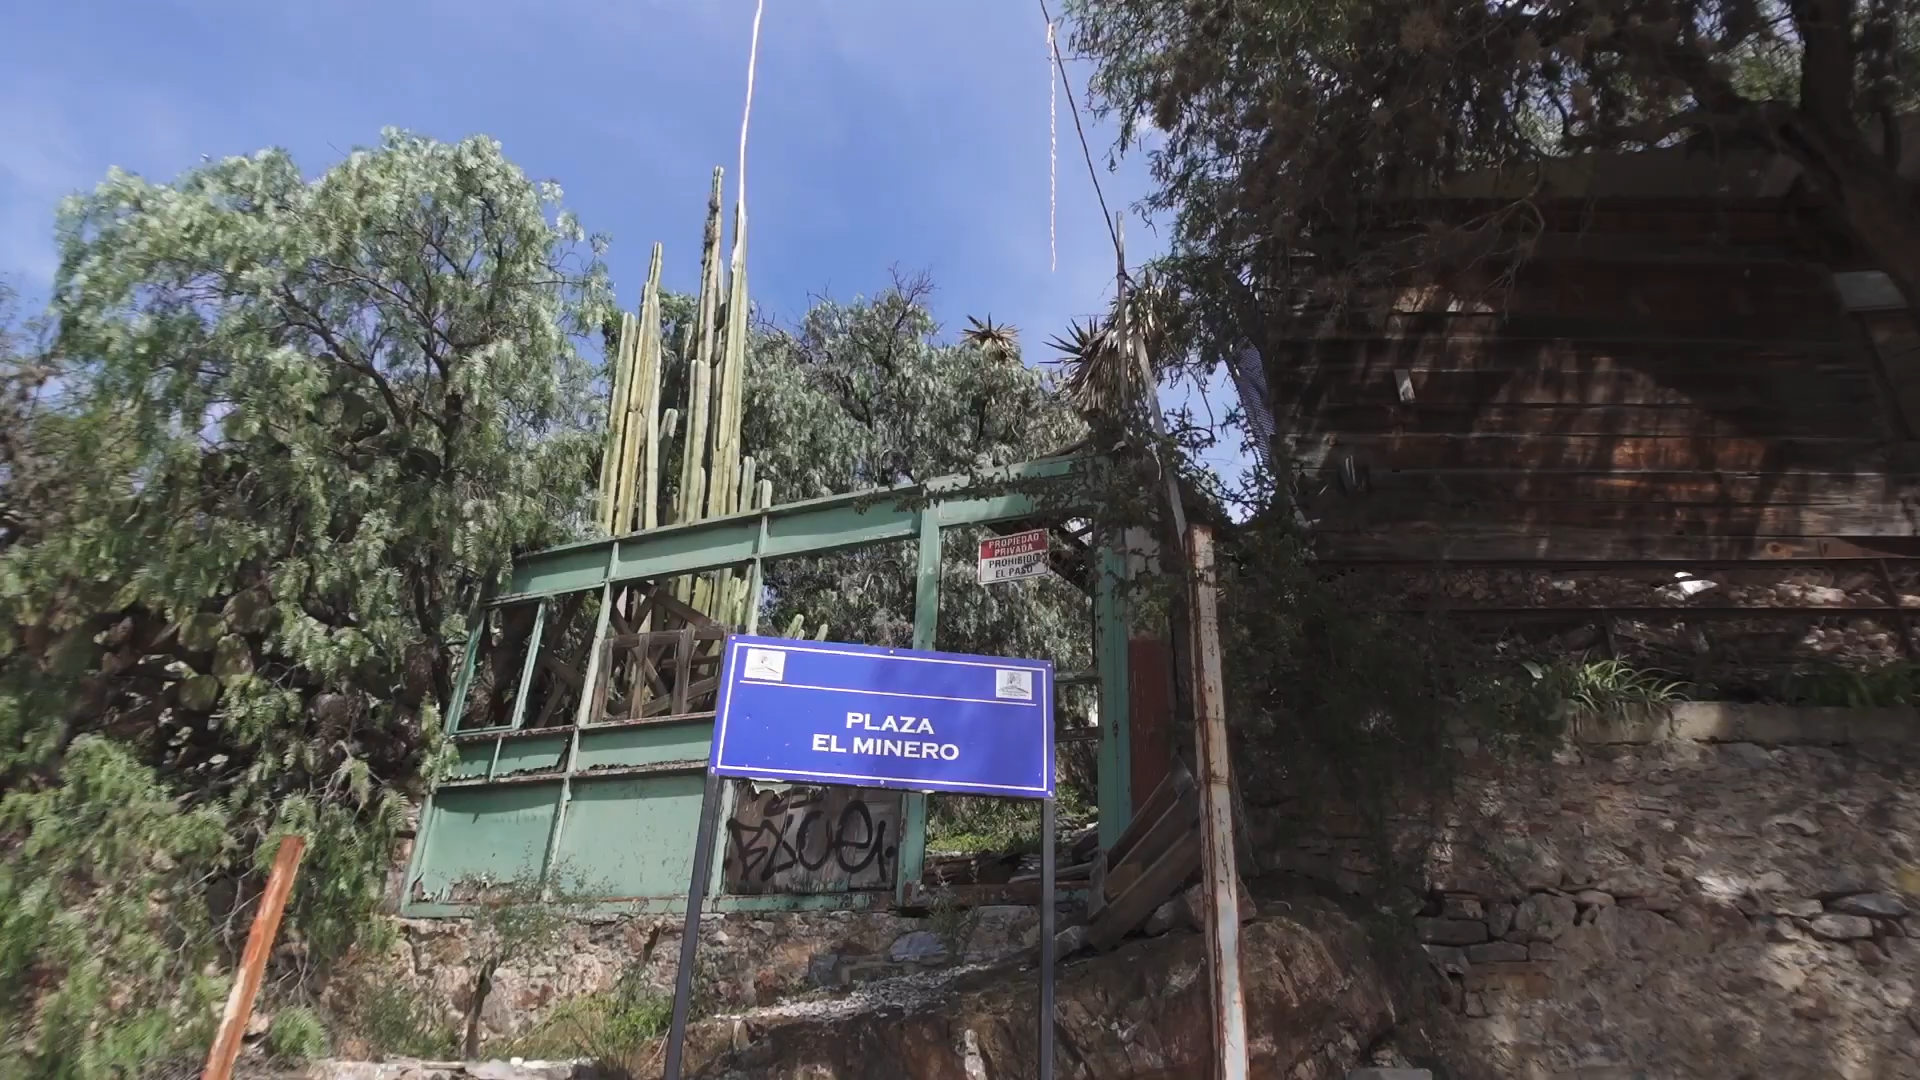 PROPIEDAD
PRIVADA
PROHIBIDO
EL PASO
PLAZA
EL MINERO